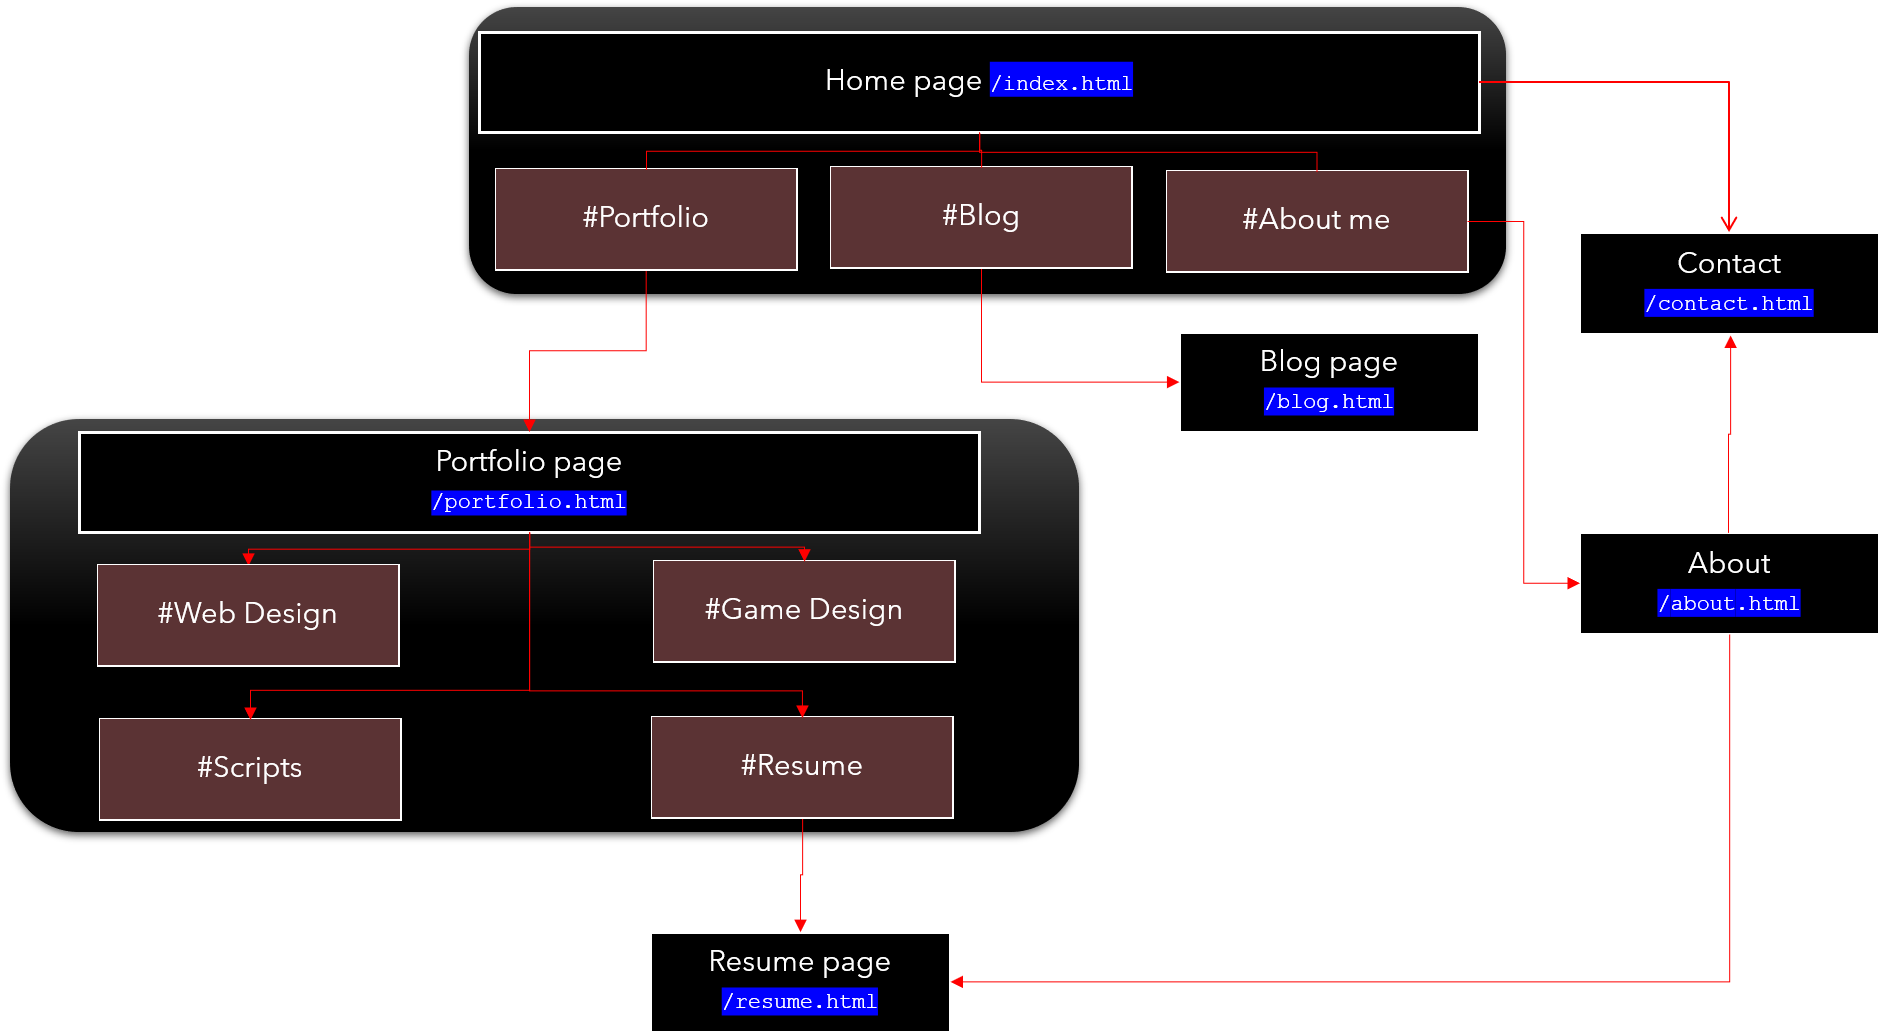 Home page /index.html
#Portfolio
#Blog
#About me
Contact
/contact.html
Blog page
/blog.html
Portfolio page
/portfolio.html
#Web Design
#Game Design
About
/about.html
#Scripts
#Resume
Resume page
/resume.html